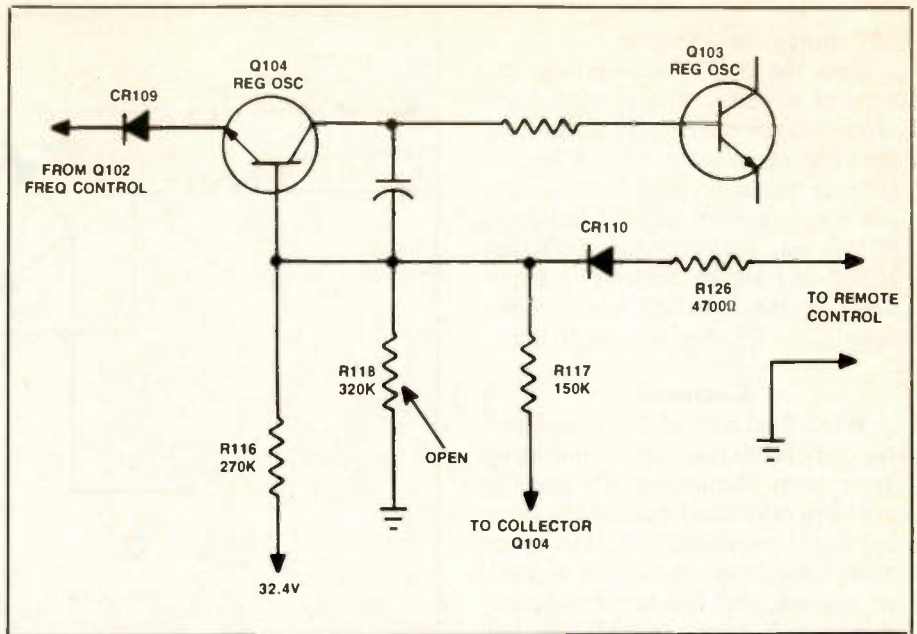 Q104
REG OSC
Q103
REG OSC
CR109
FROM Q102
FREQ CONTROL
CR110
R126
4700Ω
TO REMOTE
CONTROL
R118
320K
R117
150K
R116
270K
OPEN
TO COLLECTOR
Q104
32.4V